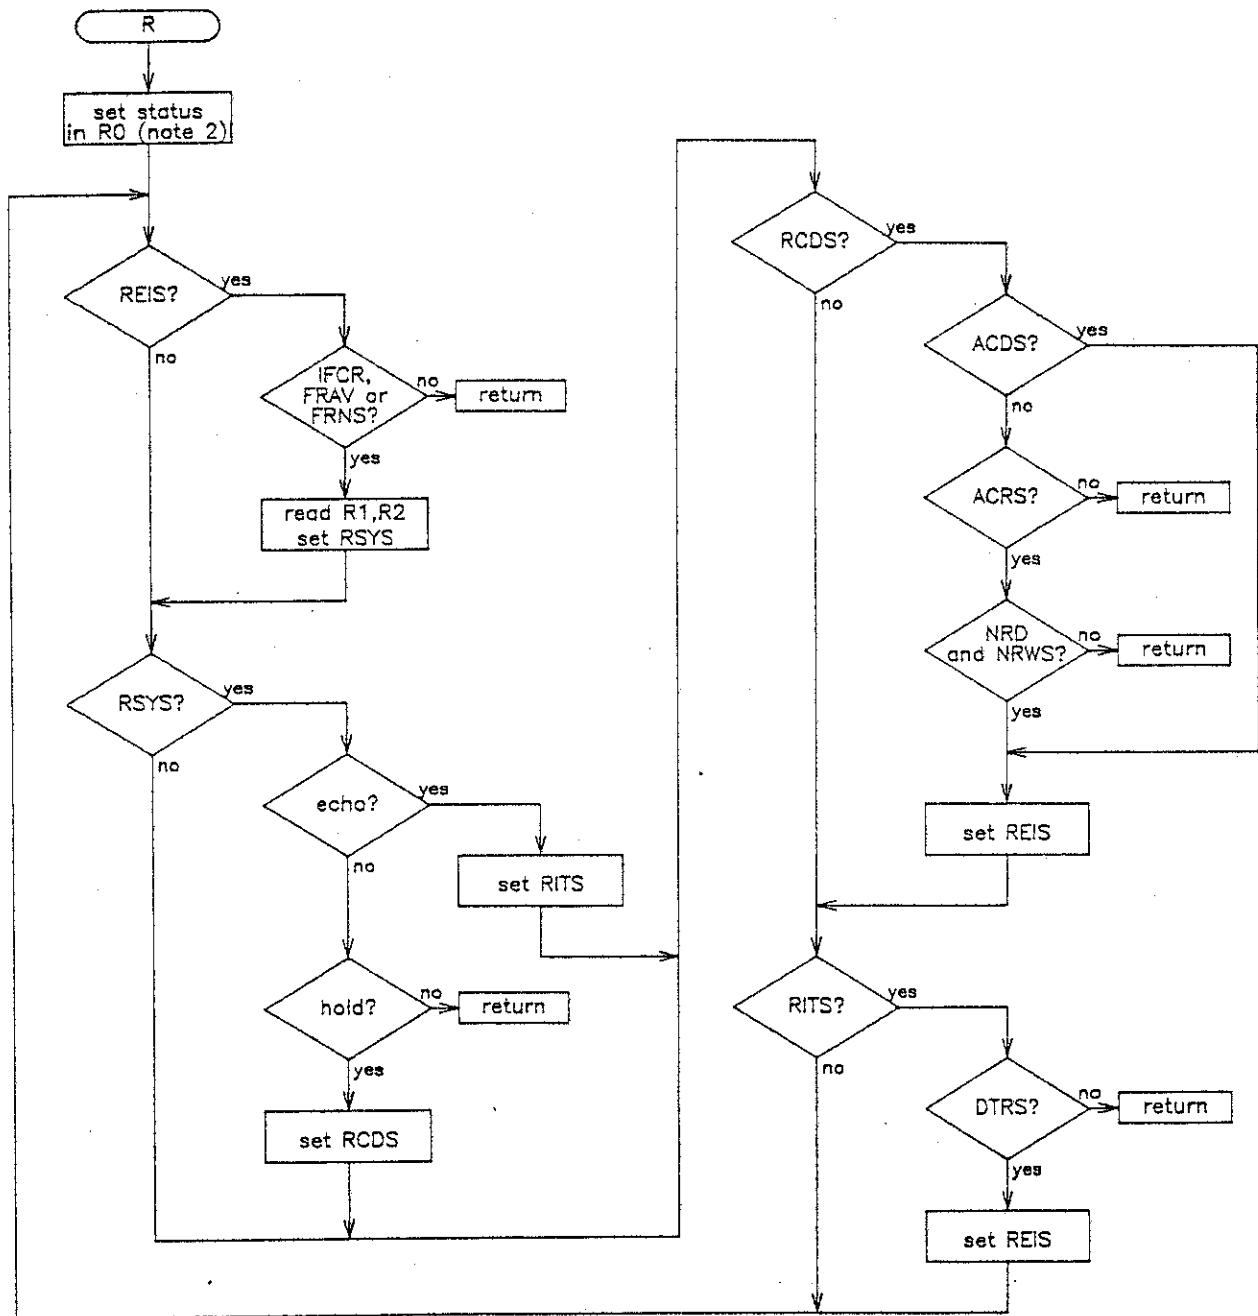 R
set status
in R0 (note 2)
REIS?
yes
no
IFCR,
FRAV or
FRNS?
no
return
yes
read R1,R2
set RSYS
RSYS?
yes
no
echo?
yes
no
set RITS
hold?
no
return
yes
set RCDS
RCDS?
yes
no
ACDS?
yes
no
ACRS?
no
return
yes
NRD
and NRWS?
no
return
yes
set REIS
RITS?
yes
no
DTRS?
no
return
yes
set REIS